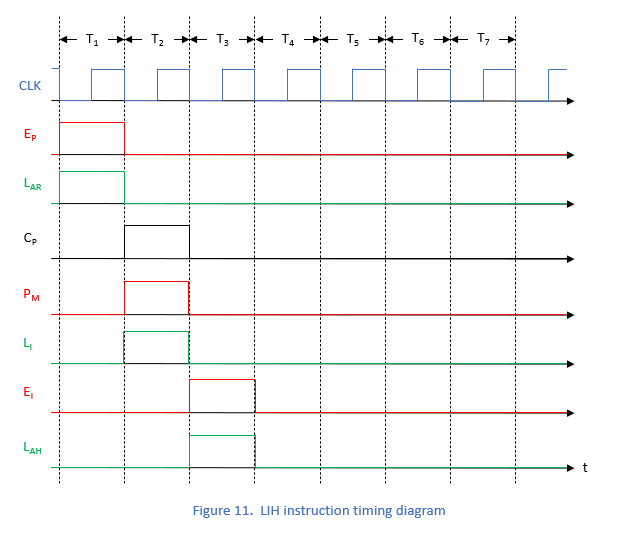 T1 T2 T3 T4 T5 T6 T7
CLK
EP
LAR
CP
PM
LI
EI
LAH
t
Figure 11. LIH instruction timing diagram